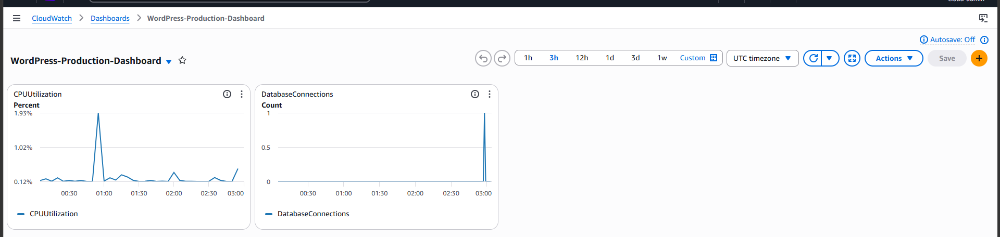 CloudWatch > Dashboards > WordPress-Production-Dashboard
Autosave: Off
WordPress-Production-Dashboard
1h 3h 12h 1d 3d 1w Custom
UTC timezone
Actions
Save
CPUUtilization
Percent
1.93%
1.02%
0.12%
00:30 01:00 01:30 02:00 02:30 03:00
CPUUtilization
DatabaseConnections
Count
1
0.5
0
00:30 01:00 01:30 02:00 02:30 03:00
DatabaseConnections